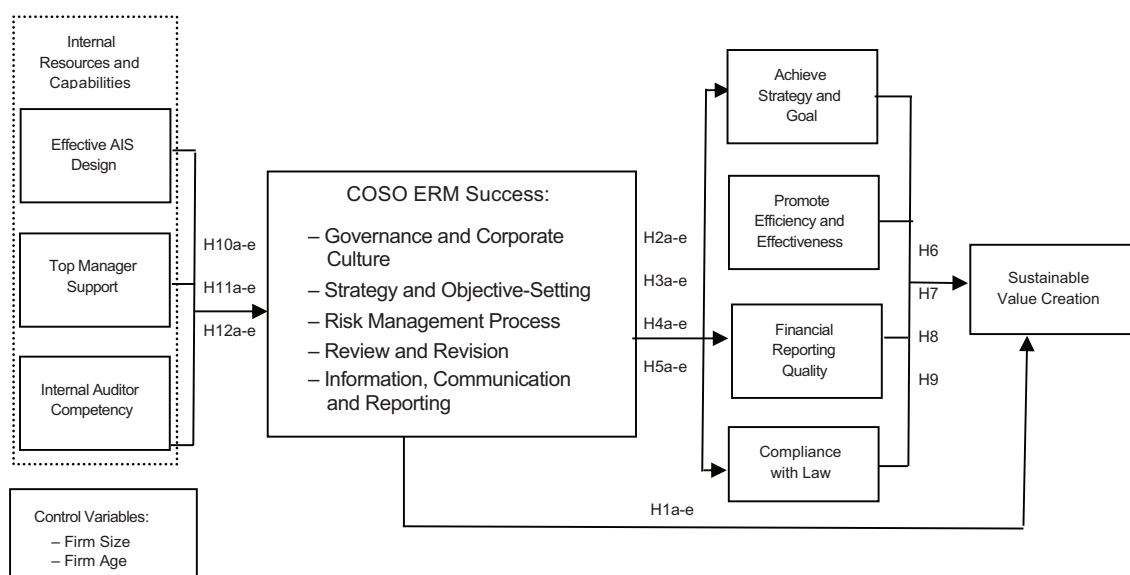 Internal
Resources and
Capabilities
Effective AIS
Design
Top Manager
Support
Internal Auditor
Competency
Control Variables:
– Firm Size
– Firm Age
H10a-e
H11a-e
H12a-e
COSO ERM Success:
– Governance and Corporate
Culture
– Strategy and Objective-Setting
– Risk Management Process
– Review and Revision
– Information, Communication
and Reporting
H2a-e
H3a-e
H4a-e
H5a-e
Achieve
Strategy and
Goal
Promote
Efficiency and
Effectiveness
Financial
Reporting
Quality
Compliance
with Law
H6
H7
H8
H9
Sustainable
Value Creation
H1a-e